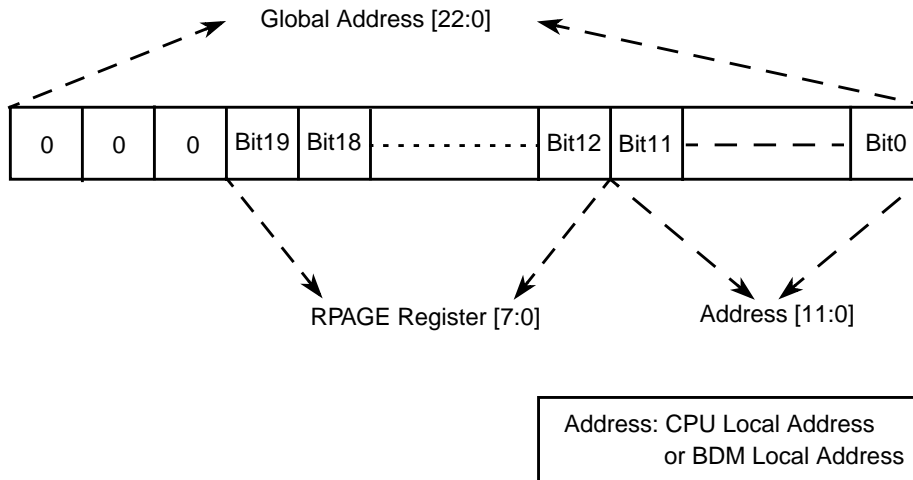 Global Address [22:0]
0 0 0 Bit19 Bit18 Bit12 Bit11 Bit0
RPAGE Register [7:0] Address [11:0]
Address: CPU Local Address
or BDM Local Address